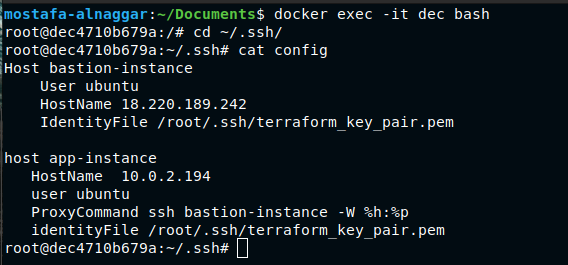 mostafa-alnaggar:~/Documents$ docker exec -it dec bash
root@dec4710b679a:/# cd ~/.ssh/
root@dec4710b679a:~/.ssh# cat config
Host bastion-instance
    User ubuntu
    HostName 18.220.189.242
    IdentityFile /root/.ssh/terraform_key_pair.pem

host app-instance
   HostName  10.0.2.194
   user ubuntu
   ProxyCommand ssh bastion-instance -W %h:%p
   identityFile /root/.ssh/terraform_key_pair.pem
root@dec4710b679a:~/.ssh#